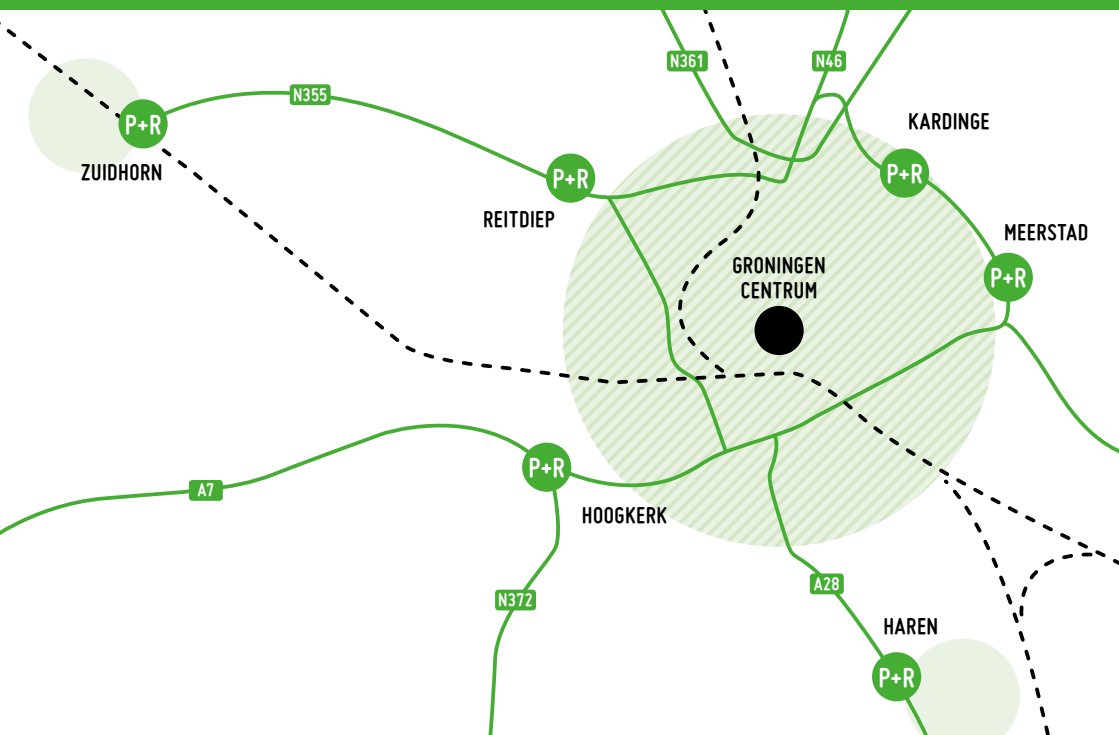 N361
N46
N355
P+R
ZUIDHORN
KARDINGE
P+R
P+R
REITDIEP
MEERSTAD
P+R
GRONINGEN
CENTRUM
P+R
A7
HOOGKERK
N372
A28
HAREN
P+R